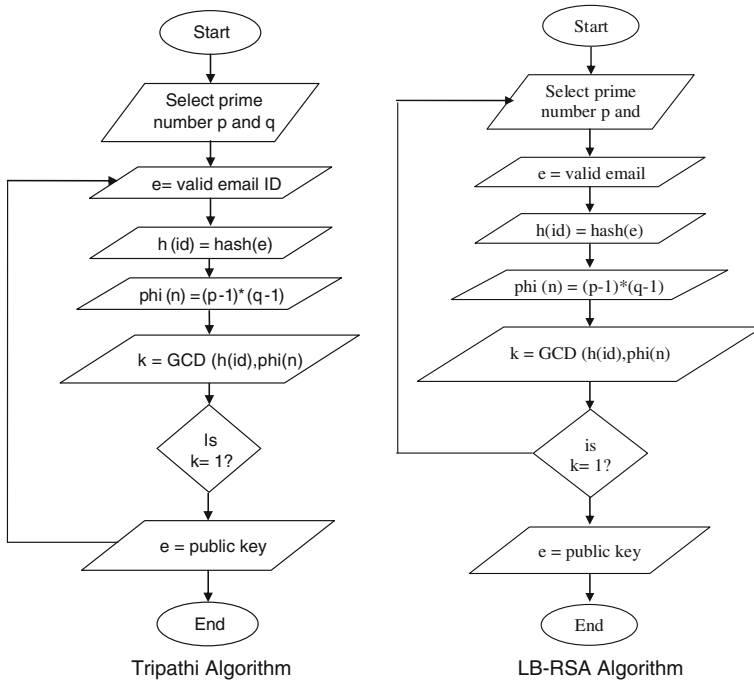 Start
Select prime
number p and q
e= valid email ID
h (id) = hash(e)
phi (n) =(p-1)* (q-1)
k = GCD (h(id),phi(n)
Is
k= 1?
e = public key
End
Tripathi Algorithm
Start
Select prime
number p and
e = valid email
h(id) = hash(e)
phi (n) = (p-1)*(q-1)
k = GCD (h(id),phi(n)
is
k= 1?
e = public key
End
LB-RSA Algorithm